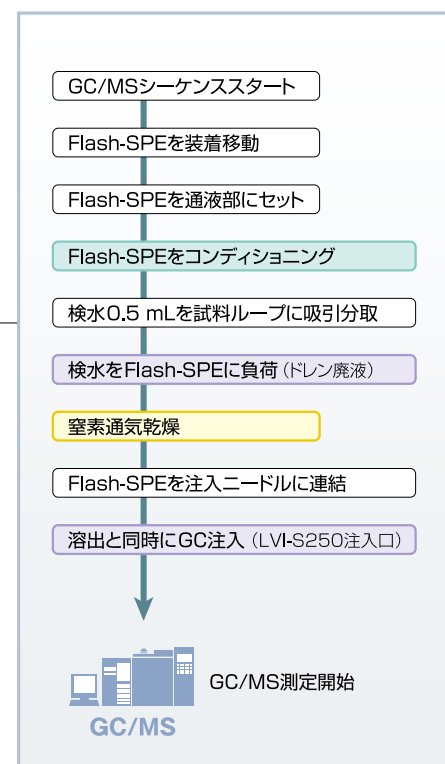 GC/MSシーケンススタート
Flash-SPEを装着移動
Flash-SPEを通液部にセット
Flash-SPEをコンディショニング
検水0.5 mLを試料ループに吸引分取
検水をFlash-SPEに負荷（ドレン廃液）
窒素通気乾燥
Flash-SPEを注入ニードルに連結
溶出と同時にGC注入（LVI-S250注入口）
GC/MS測定開始
GC/MS